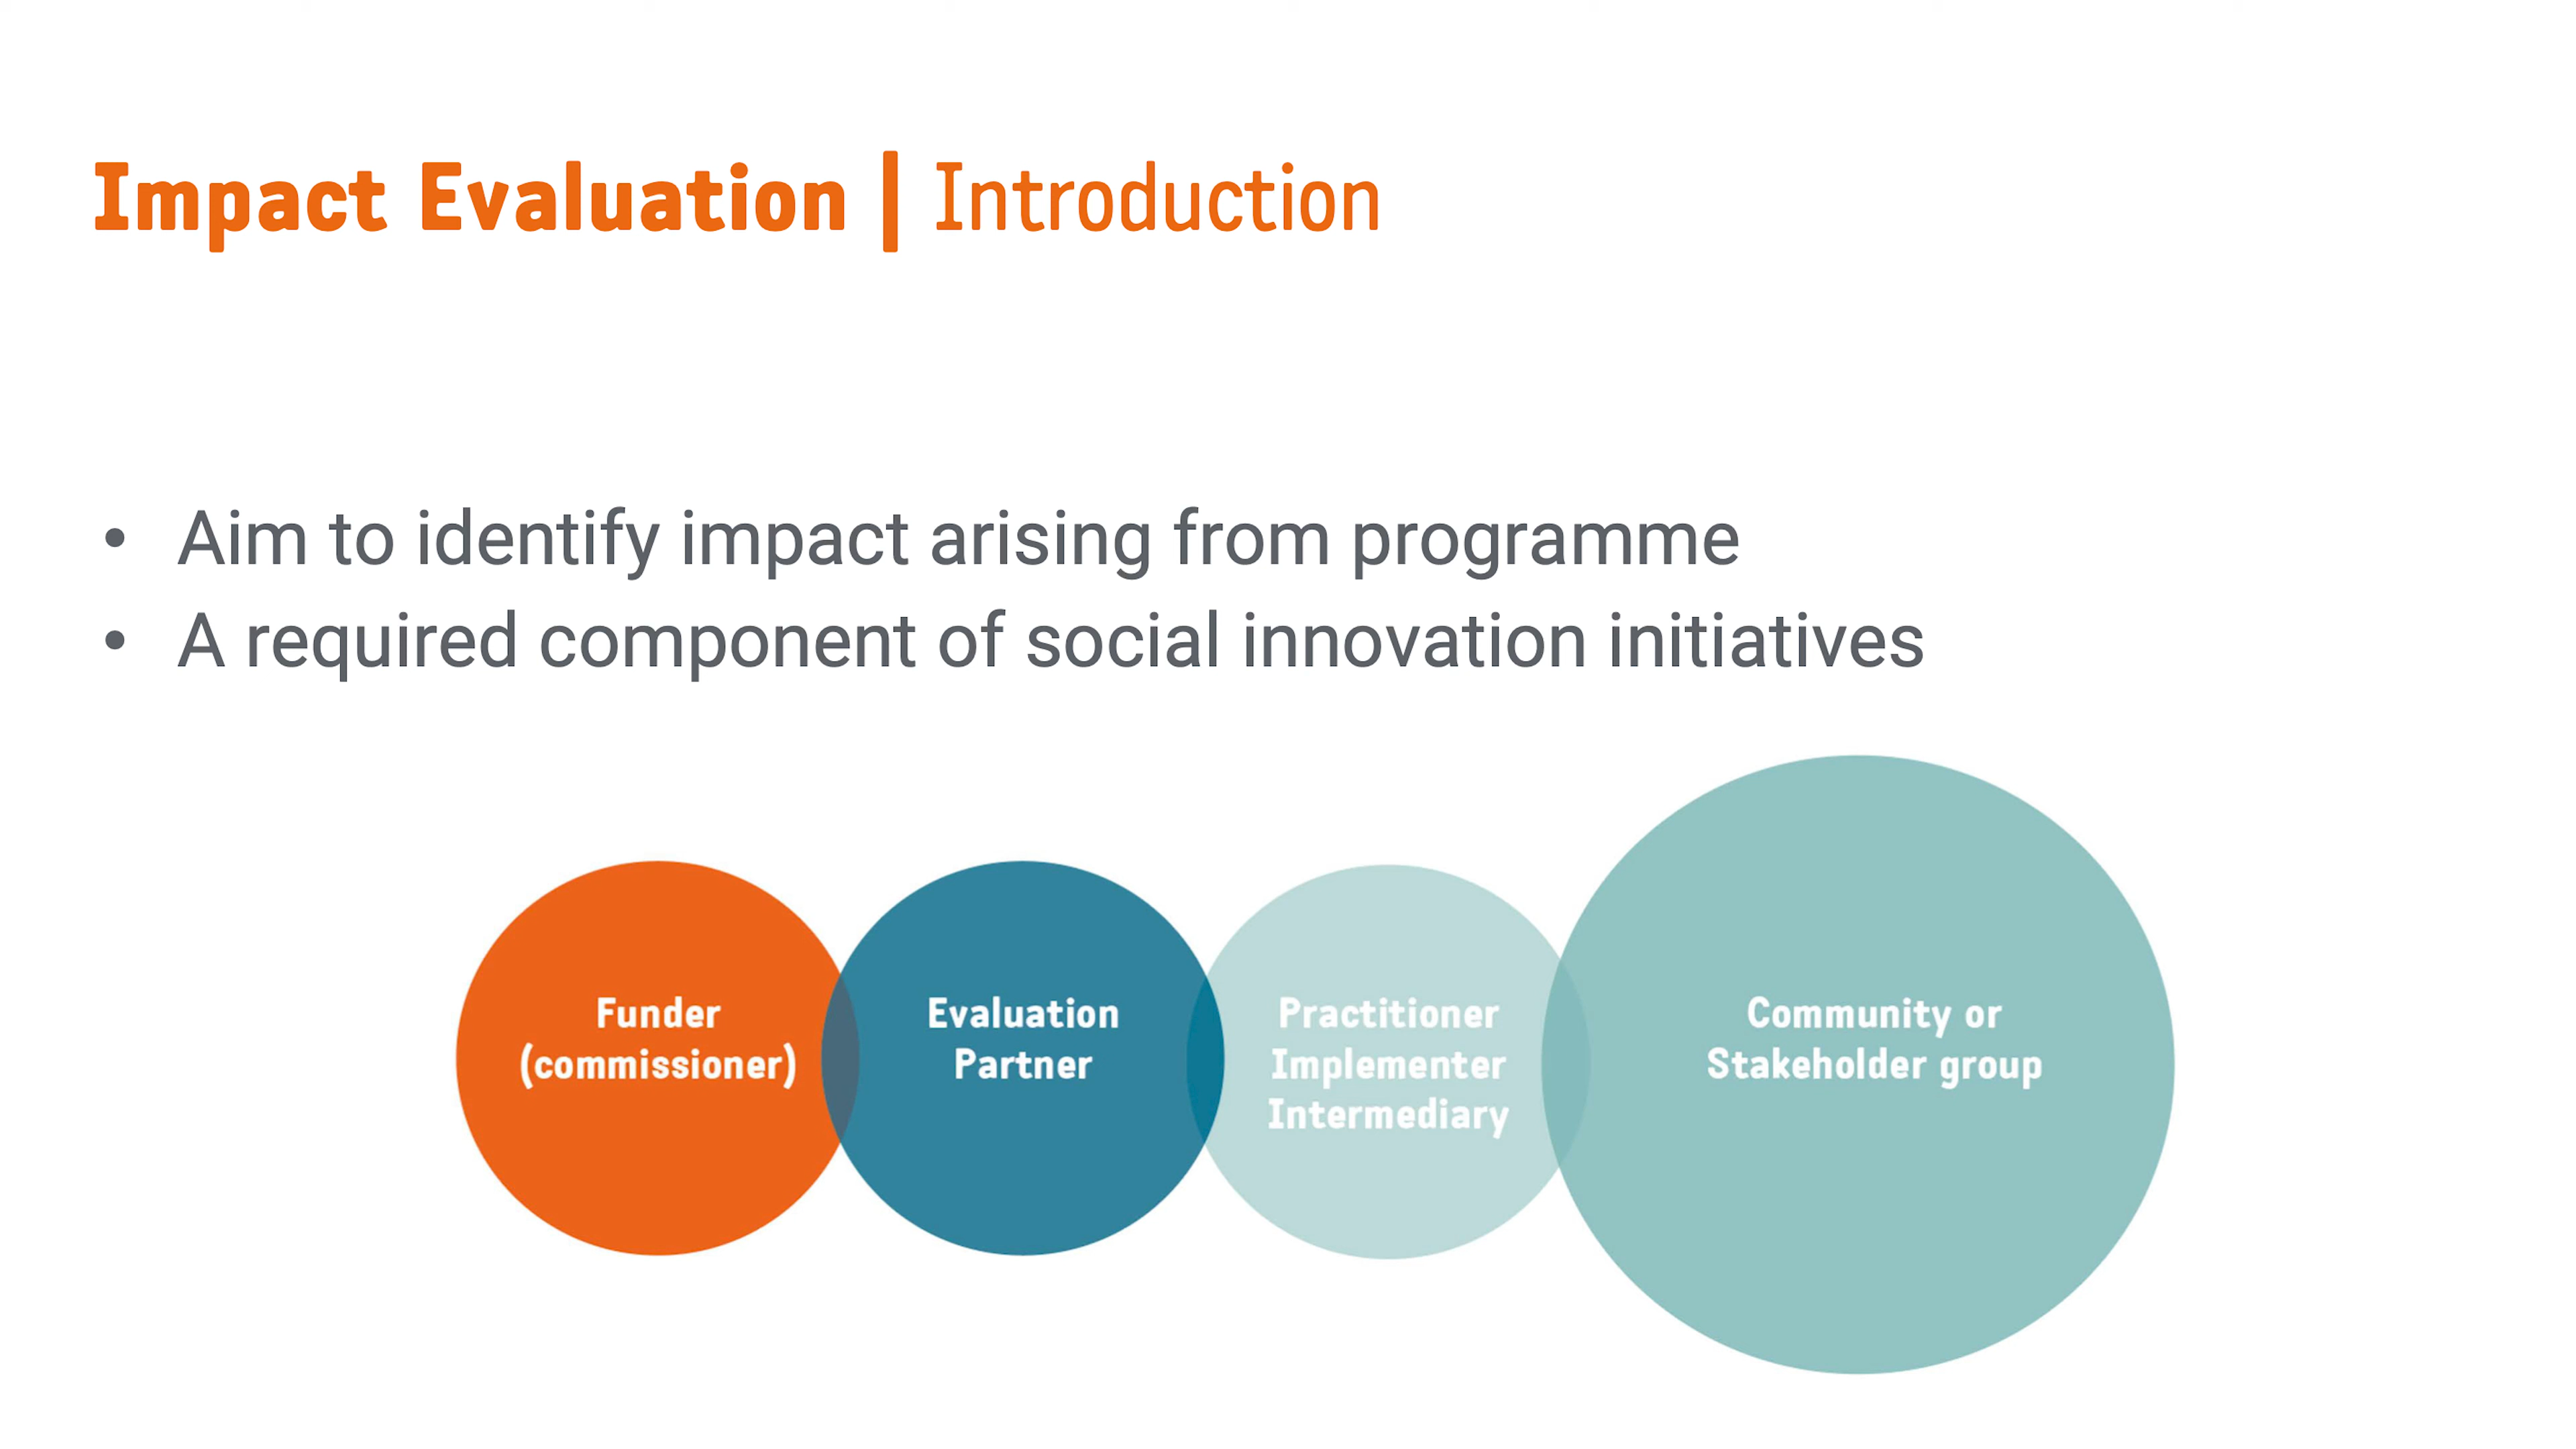 Impact Evaluation | Introduction
• Aim to identify impact arising from programme
• A required component of social innovation initiatives
Funder
(commissioner)
Evaluation
Partner
Practitioner
Implementer
Intermediary
Community or
Stakeholder group